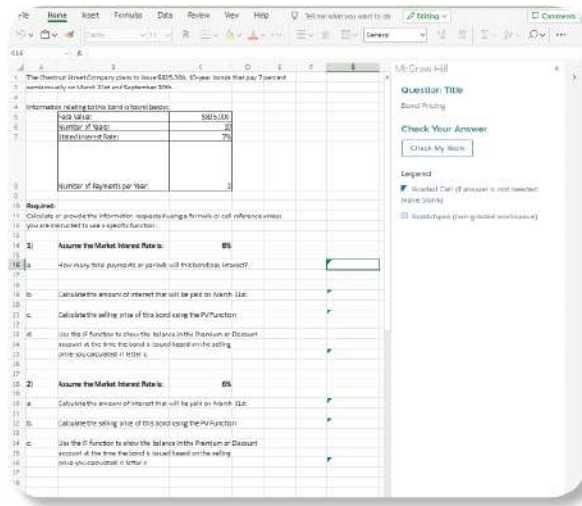 File Home Insert Formulas Data Review View Help Tell me what you want to do Editing Comments
General
G16 fx
The Chestnut Street Company plans to issue $825,000, 10-year bonds that pay 7 percent
semiannually on March 31st and September 30th.
Information relating to this bond is found below:
Face Value: $825,000
Number of Years: 10
Stated Interest Rate: 7%
Number of Payments per Year: 2
Required:
Calculate or provide the information requested using a formula or cell reference unless
you are instructed to use a specific function:
1) Assume the Market Interest Rate is: 8%
a. How many total payments or periods will this bond pay interest?
b. Calculate the amount of interest that will be paid on March 31st.
c. Calculate the selling price of this bond using the PV Function
d. Use the IF function to show the balance in the Premium or Discount
account at the time the bond is issued based on the selling
price you calculated in letter c.
2) Assume the Market Interest Rate is: 6%
a. Calculate the amount of interest that will be paid on March 31st.
b. Calculate the selling price of this bond using the PV Function
c. Use the IF function to show the balance in the Premium or Discount
account at the time the bond is issued based on the selling
price you calculated in letter
McGraw Hill
Question Title
Bond Pricing
Check Your Answer
Check My Work
Legend
Graded Cell (if answer is not needed
leave blank)
Scratchpad (non-graded workspace)